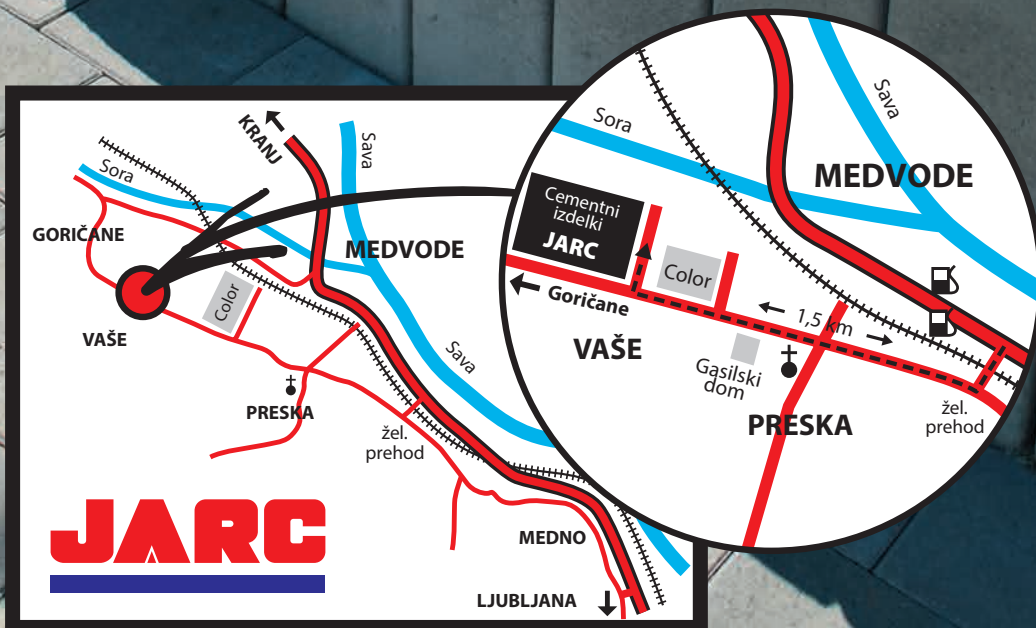 KRANJ
Sava
Sora
GORIČANE
MEDVODE
Color
VAŠE
Sava
PRESKA
žel.
prehod
MEDNO
LJUBLJANA
JARC
Sora
Sava
MEDVODE
Cementni
izdelki
JARC
Color
Goričane
1,5 km
VAŠE
Gasilski
dom
PRESKA
žel.
prehod